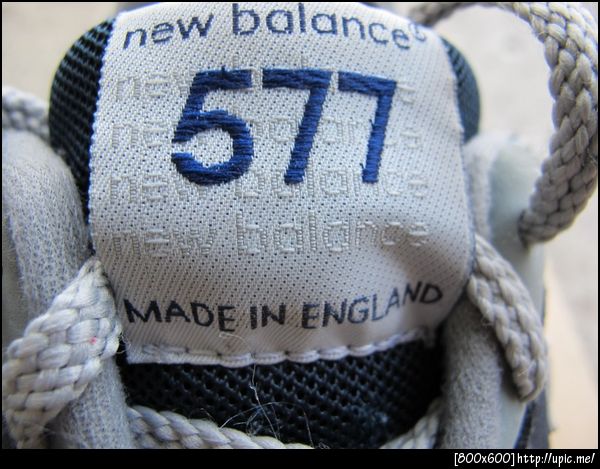 new balance®
577
new balance
new balance
new balance
new balance
MADE IN ENGLAND
[800x600]http://upic.me/